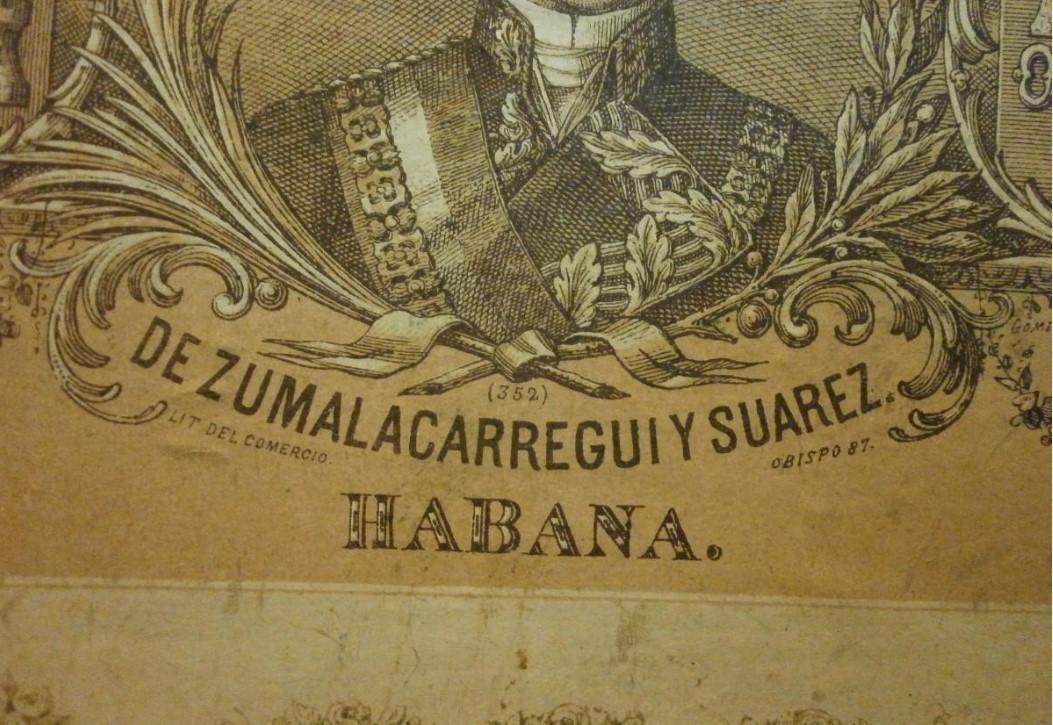 (352)
DE ZUMALACARREGUI Y SUAREZ.
LIT DEL COMERCIO.
OBISPO 87.
HABANA.